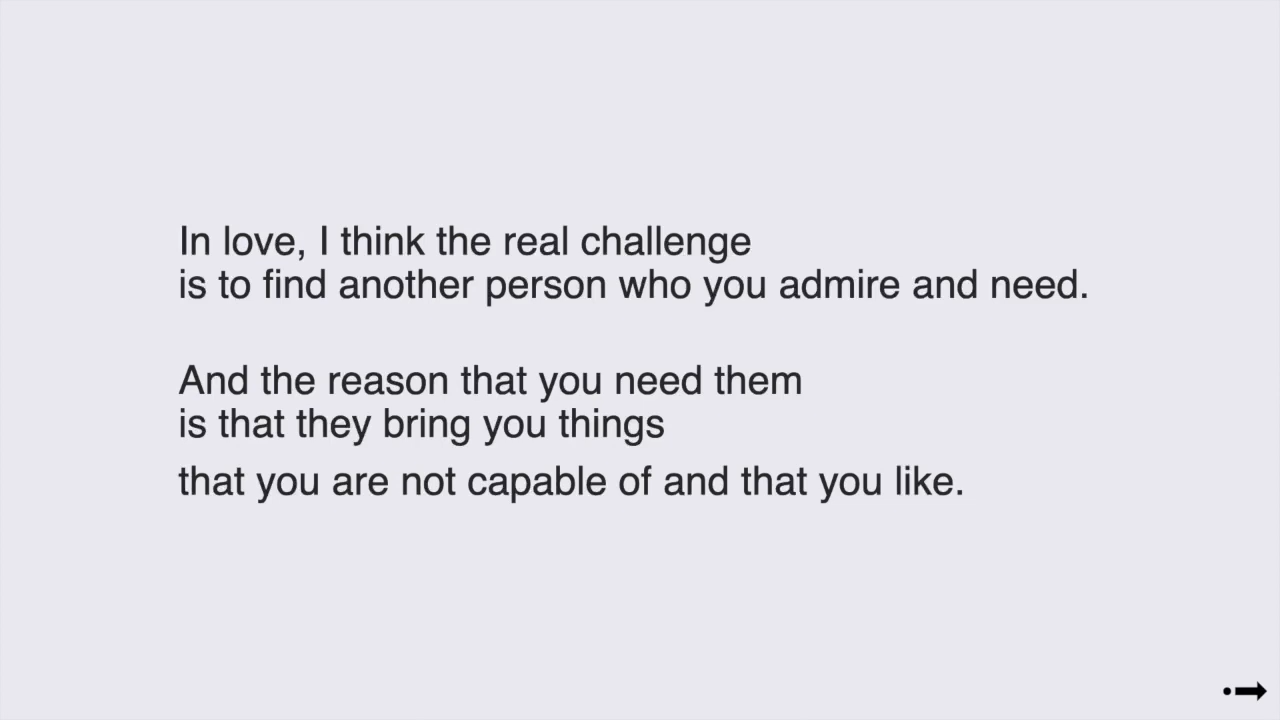 In love, I think the real challenge
is to find another person who you admire and need.
And the reason that you need them
is that they bring you things
that you are not capable of and that you like.